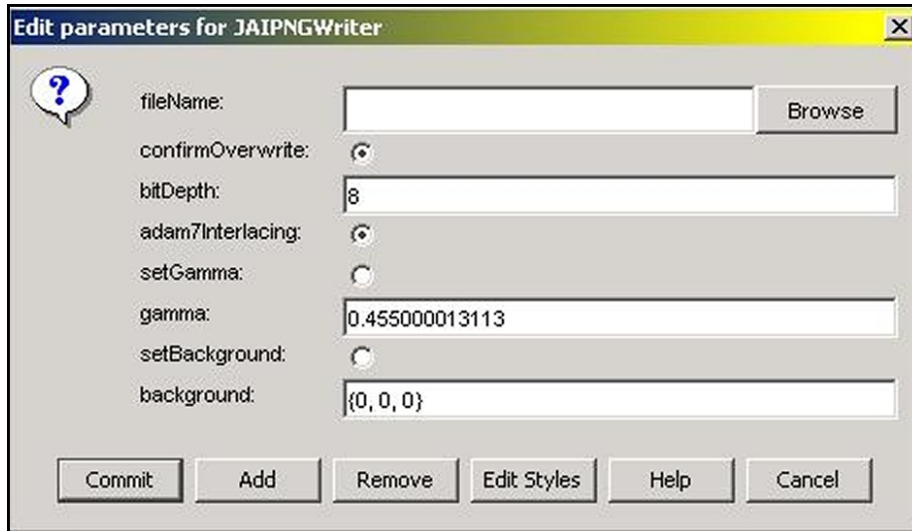 Edit parameters for JAIPNGWriter
?
fileName:
Browse
confirmOverwrite:
bitDepth:
8
adam7Interlacing:
setGamma:
gamma:
0.455000013113
setBackground:
background:
{0, 0, 0}
Commit Add Remove Edit Styles Help Cancel